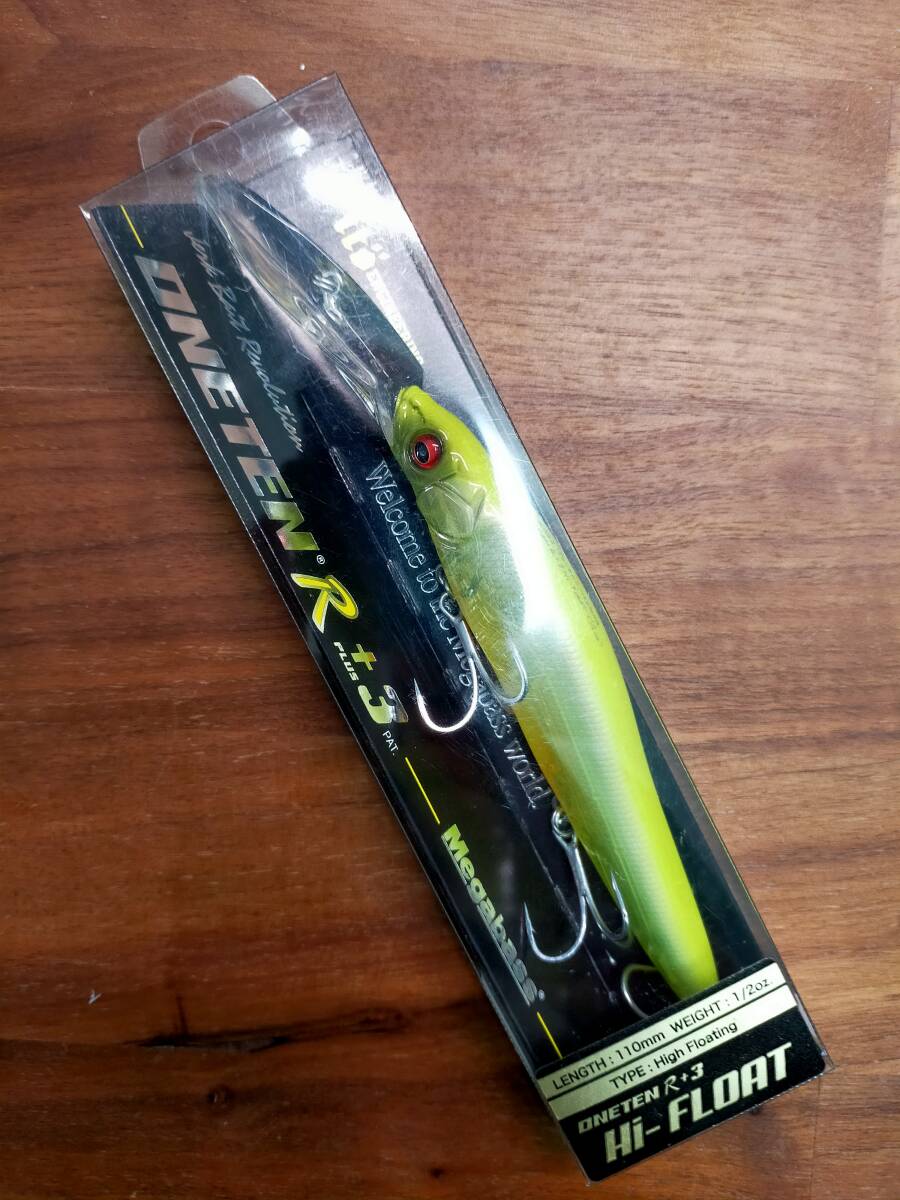 Jerk Bait Revolution
ONETEN® R
PLUS +3
PAT.
Megabass®
Welcome to the Megabass world.
LENGTH : 110mm WEIGHT : 1/2oz.
TYPE : High Floating
ONETEN R+3
Hi-FLOAT